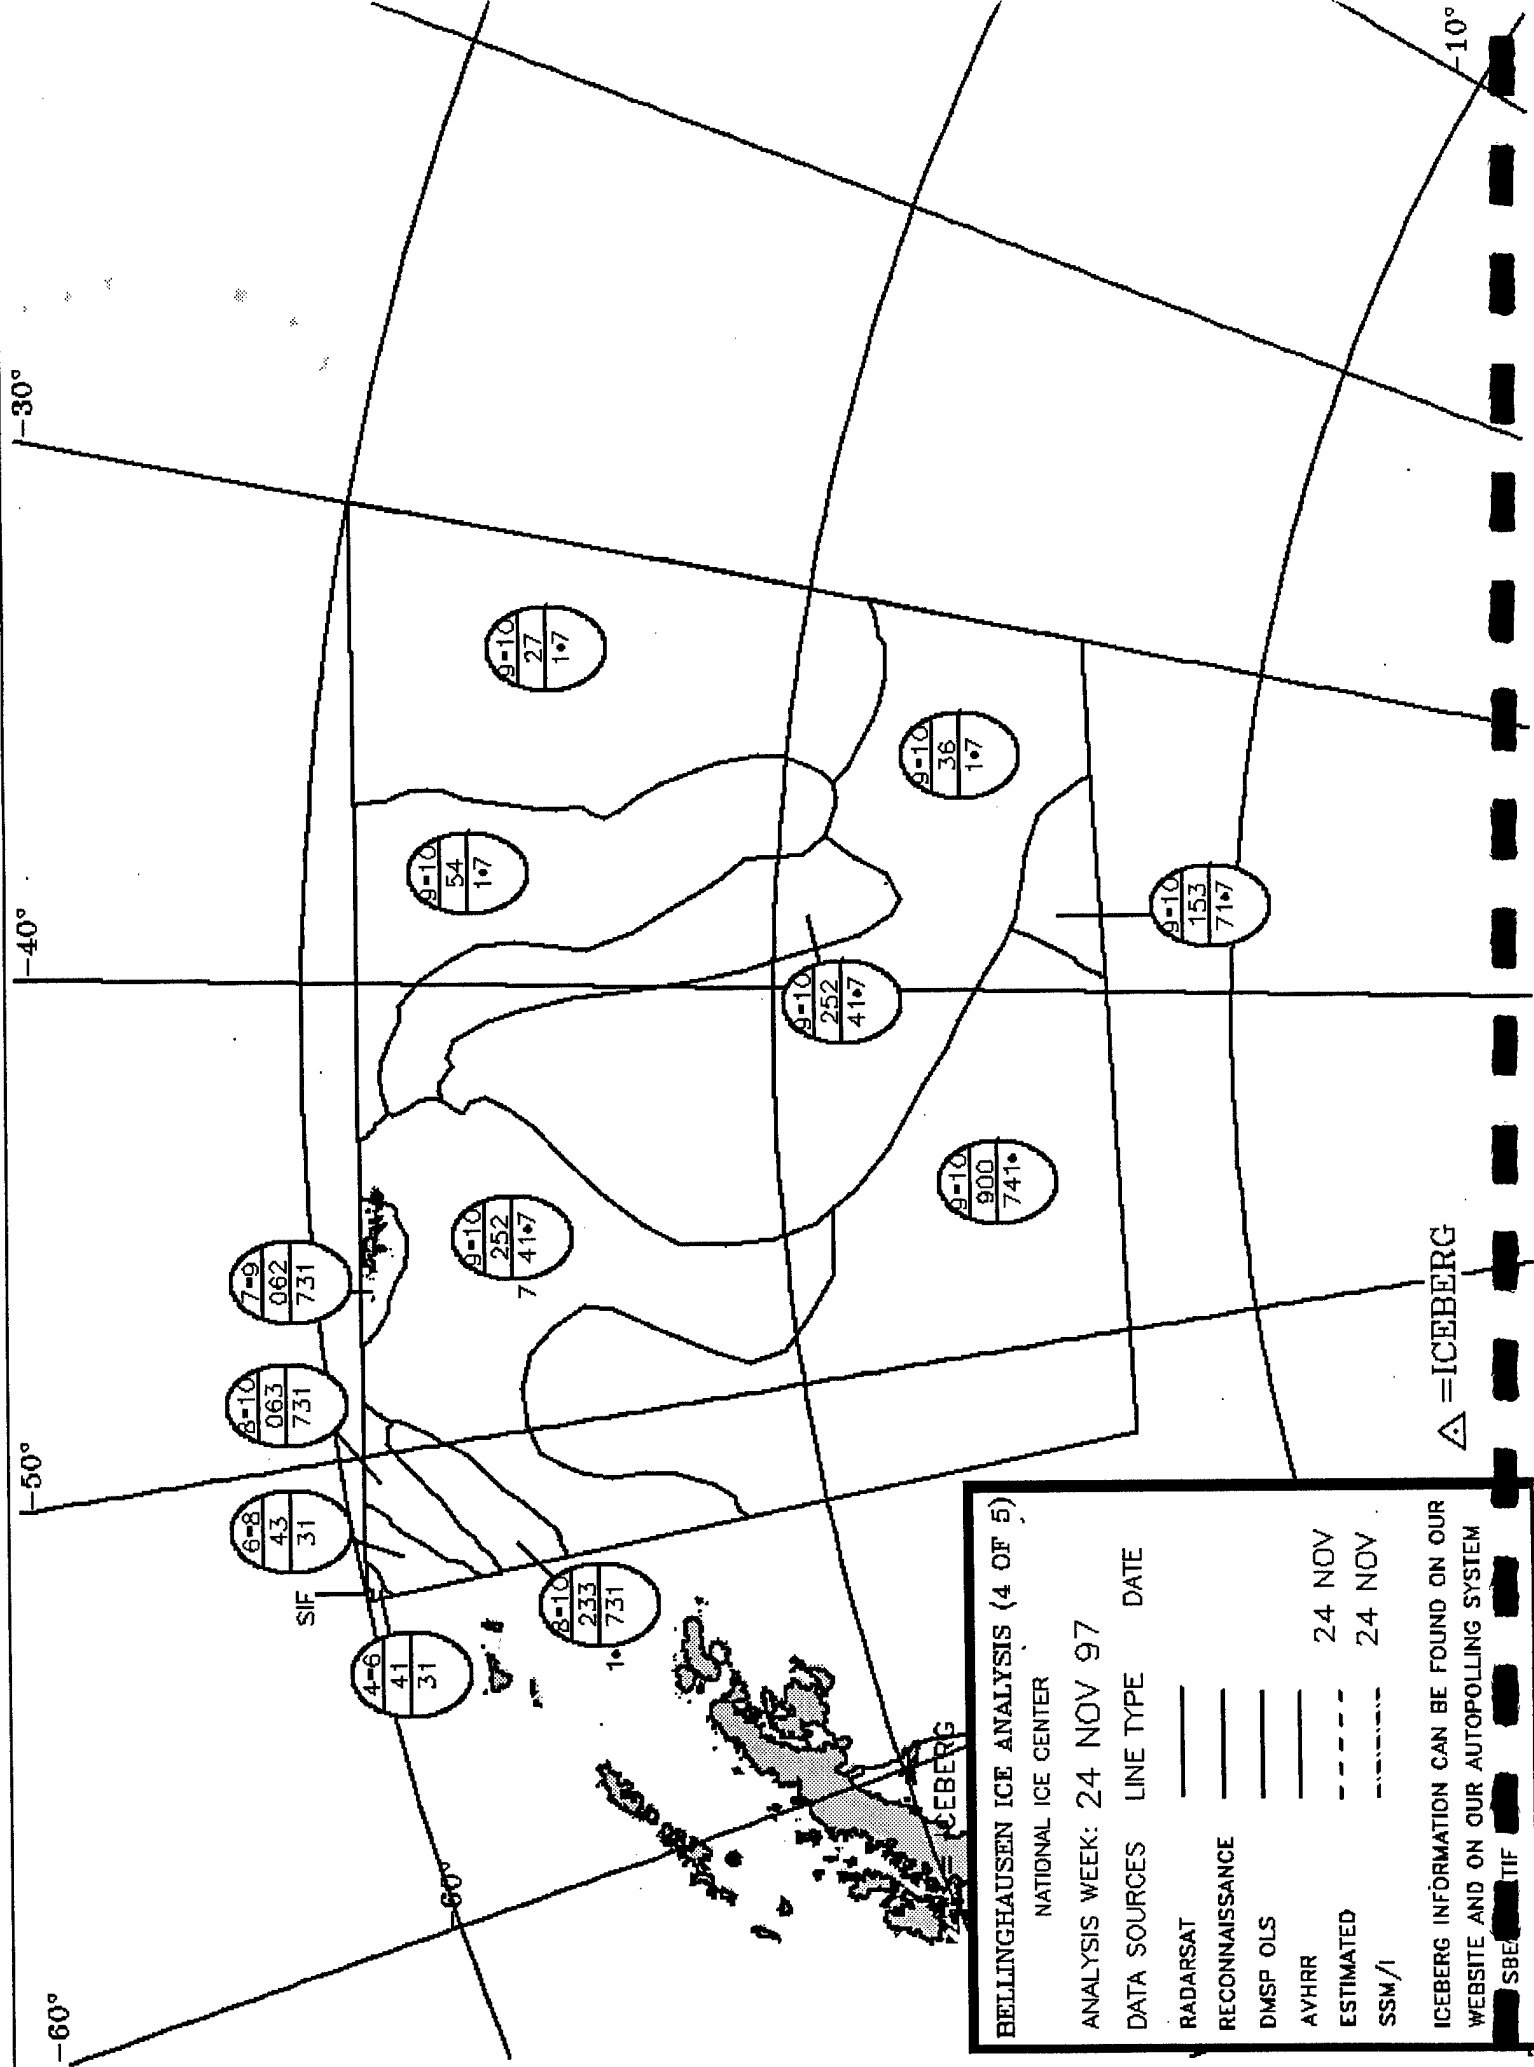 -60°
-50°
-40°
-30°
-10°
-60°
SIF
4-6
41
31
6-8
43
31
8-10
063
731
7-9
062
731
8-10
233
731
1•
9-10
252
41•7
7
9-10
54
1•7
9-10
27
1•7
9-10
252
41•7
9-10
36
1•7
9-10
900
741•
9-10
153
71•7
=ICEBERG
BELLINGHAUSEN ICE ANALYSIS (4 OF 5)
NATIONAL ICE CENTER
ANALYSIS WEEK: 24 NOV 97
DATA SOURCES LINE TYPE DATE
RADARSAT
RECONNAISSANCE
DMSP OLS
AVHRR
ESTIMATED 24 NOV
SSM/I 24 NOV
ICEBERG INFORMATION CAN BE FOUND ON OUR
WEBSITE AND ON OUR AUTOPOLLING SYSTEM
=ICEBERG